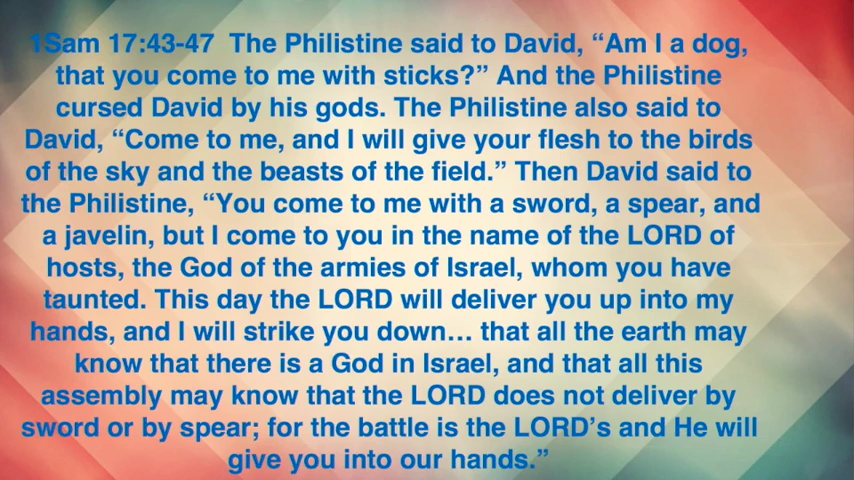 1Sam 17:43-47  The Philistine said to David, “Am I a dog,
that you come to me with sticks?” And the Philistine
cursed David by his gods. The Philistine also said to
David, “Come to me, and I will give your flesh to the birds
of the sky and the beasts of the field.” Then David said to
the Philistine, “You come to me with a sword, a spear, and
a javelin, but I come to you in the name of the LORD of
hosts, the God of the armies of Israel, whom you have
taunted. This day the LORD will deliver you up into my
hands, and I will strike you down… that all the earth may
know that there is a God in Israel, and that all this
assembly may know that the LORD does not deliver by
sword or by spear; for the battle is the LORD’s and He will
give you into our hands.”